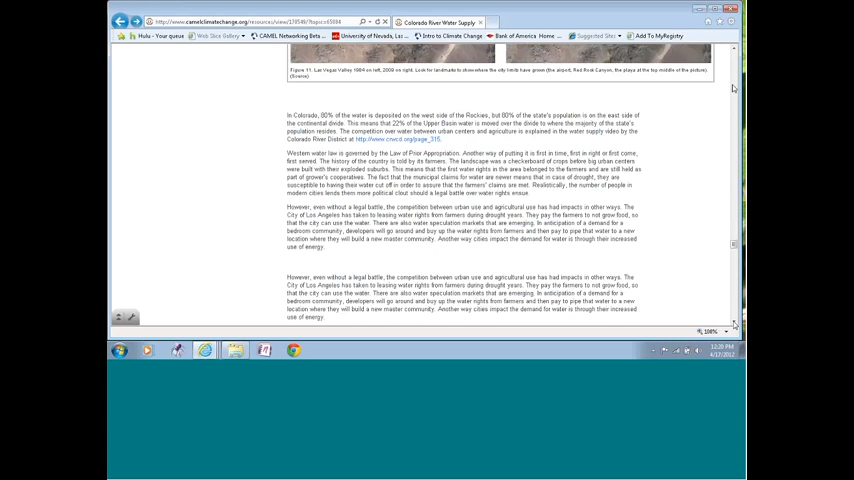 http://www.camelclimatechange.org/resources/view/170549/?topic=65884
Colorado River Water Supply
Hulu - Your queue
Web Slice Gallery
CAMEL Networking Beta ...
University of Nevada, Las ...
Intro to Climate Change
Bank of America Home ...
Suggested Sites
Add To MyRegistry
Figure 11. Las Vegas Valley 1984 on left, 2009 on right. Look for landmarks to show where the city limits have grown (the airport, Red Rock Canyon, the playa at the top middle of the picture)
(Source)
In Colorado, 80% of the water is deposited on the west side of the Rockies, but 80% of the state's population is on the east side of
the continental divide. This means that 22% of the Upper Basin water is moved over the divide to where the majority of the state's
population resides. The competition over water between urban centers and agriculture is explained in the water supply video by the
Colorado River District at http://www.crwcd.org/page_315.
Western water law is governed by the Law of Prior Appropriation. Another way of putting it is first in time, first in right or first come,
first served. The history of the country is told by its farmers. The landscape was a checkerboard of crops before big urban centers
were built with their exploded suburbs. This means that the first water rights in the area belonged to the farmers and are still held as
part of grower's cooperatives. The fact that the municipal claims for water are newer means that in case of drought, they are
susceptible to having their water cut off in order to assure that the farmers' claims are met. Realistically, the number of people in
modern cities lends them more political clout should a legal battle over water rights ensue.
However, even without a legal battle, the competition between urban use and agricultural use has had impacts in other ways. The
City of Los Angeles has taken to leasing water rights from farmers during drought years. They pay the farmers to not grow food, so
that the city can use the water. There are also water speculation markets that are emerging. In anticipation of a demand for a
bedroom community, developers will go around and buy up the water rights from farmers and then pay to pipe that water to a new
location where they will build a new master community. Another way cities impact the demand for water is through their increased
use of energy.
However, even without a legal battle, the competition between urban use and agricultural use has had impacts in other ways. The
City of Los Angeles has taken to leasing water rights from farmers during drought years. They pay the farmers to not grow food, so
that the city can use the water. There are also water speculation markets that are emerging. In anticipation of a demand for a
bedroom community, developers will go around and buy up the water rights from farmers and then pay to pipe that water to a new
location where they will build a new master community. Another way cities impact the demand for water is through their increased
use of energy.
100%
12:20 PM
4/17/2012